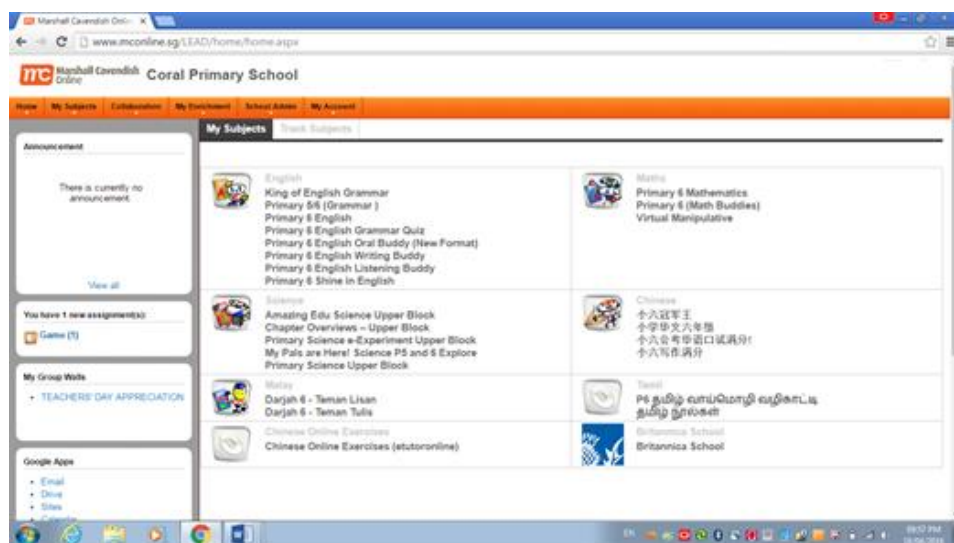 Marshall Cavendish Onlin
www.mconline.sg/LEAD/home/home.aspx
mc Marshall Cavendish Online
Coral Primary School
Home My Subjects Collaboration My Enrichment School Admin My Account
My Subjects Track Subjects
Announcement
There is currently no
announcement.
View all
You have 1 new assignment(s):
Game (1)
My Group Walls
TEACHERS' DAY APPRECIATION
Google Apps
Email
Drive
Sites
Calendar
English
King of English Grammar
Primary 5/6 (Grammar )
Primary 6 English
Primary 6 English Grammar Quiz
Primary 6 English Oral Buddy (New Format)
Primary 6 English Writing Buddy
Primary 6 English Listening Buddy
Primary 6 Shine in English
Maths
Primary 6 Mathematics
Primary 6 (Math Buddies)
Virtual Manipulative
Science
Amazing Edu Science Upper Block
Chapter Overviews – Upper Block
Primary Science e-Experiment Upper Block
My Pals are Here! Science P5 and 6 Explore
Primary Science Upper Block
Chinese
小六冠军王
小学华文六年级
小六会考华语口试满分!
小六写作满分
Malay
Darjah 6 - Teman Lisan
Darjah 6 - Teman Tulis
Tamil
P6 தமிழ் வாய்மொழி வழிகாட்டி
தமிழ் நூல்கள்
Chinese Online Exercises
Chinese Online Exercises (etutoronline)
Britannica School
Britannica School
EN
09:57 PM